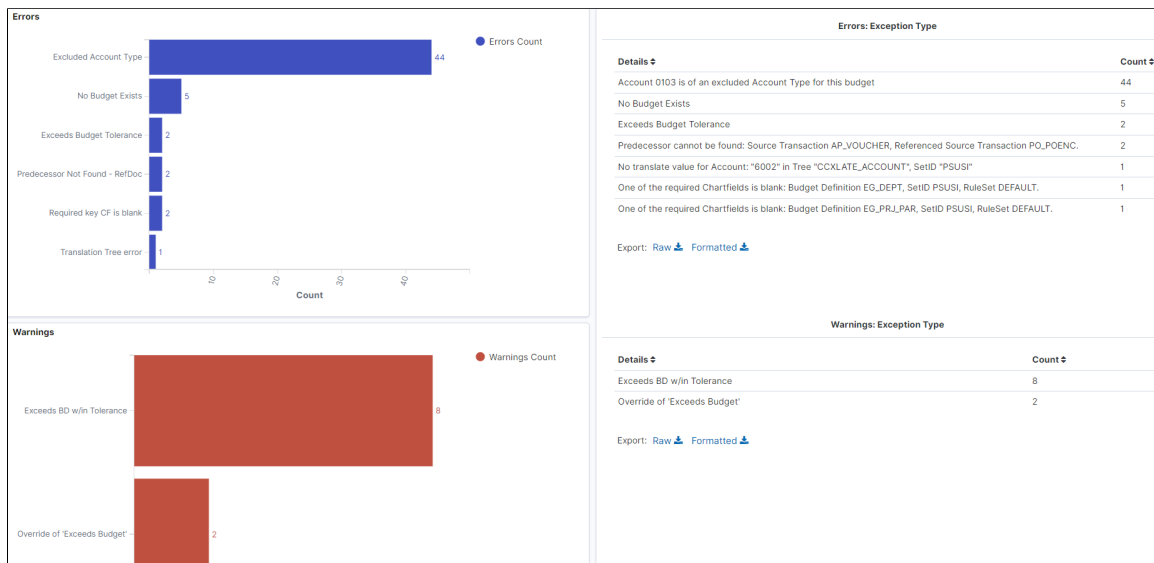 Errors
Errors Count
Excluded Account Type
44
No Budget Exists
5
Exceeds Budget Tolerance
2
Predecessor Not Found - RefDoc
2
Required key CF is blank
2
Translation Tree error
1
10
20
30
40
Count
Errors: Exception Type
Details Count
Account 0103 is of an excluded Account Type for this budget 44
No Budget Exists 5
Exceeds Budget Tolerance 2
Predecessor cannot be found: Source Transaction AP_VOUCHER, Referenced Source Transaction PO_POENC. 2
No translate value for Account: "6002" in Tree "CCXLATE_ACCOUNT", SetID "PSUSI" 1
One of the required Chartfields is blank: Budget Definition EG_DEPT, SetID PSUSI, RuleSet DEFAULT. 1
One of the required Chartfields is blank: Budget Definition EG_PRJ_PAR, SetID PSUSI, RuleSet DEFAULT. 1
Export: Raw Formatted
Warnings
Warnings Count
Exceeds BD w/in Tolerance
8
Override of 'Exceeds Budget'
2
Warnings: Exception Type
Details Count
Exceeds BD w/in Tolerance 8
Override of 'Exceeds Budget' 2
Export: Raw Formatted